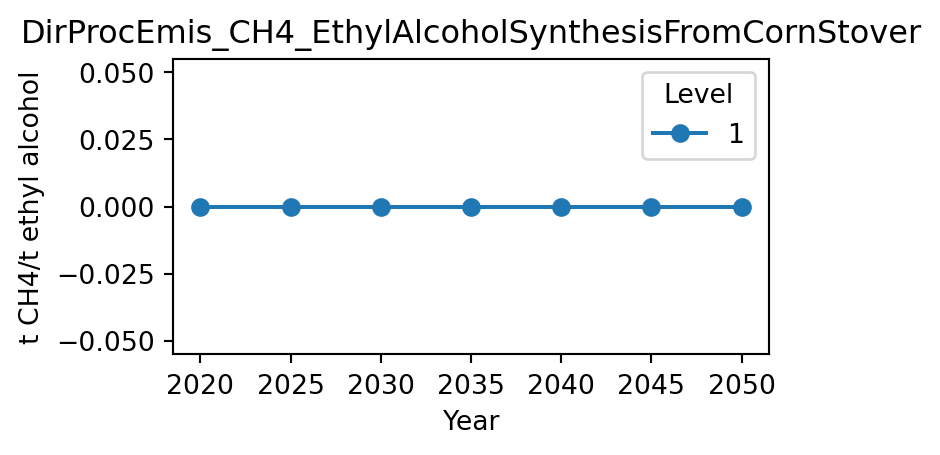 DirProcEmis_CH4_EthylAlcoholSynthesisFromCornStover
t CH4/t ethyl alcohol
0.050
0.025
0.000
−0.025
−0.050
Level
1
2020 2025 2030 2035 2040 2045 2050
Year